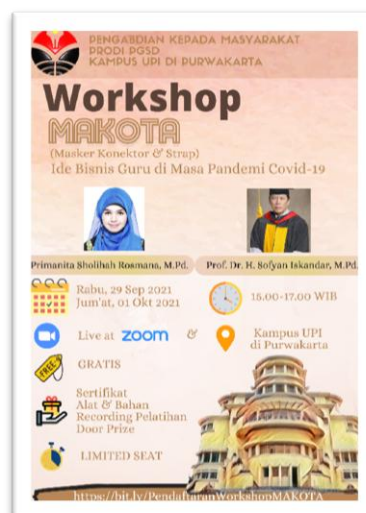 PENGABDIAN KEPADA MASYARAKAT
PRODI PGSD
KAMPUS UPI DI PURWAKARTA
Workshop
MAKOTA
(Masker Konektor & Strap)
Ide Bisnis Guru di Masa Pandemi Covid-19
Primanita Sholihah Rosmana, M.Pd.
Prof. Dr. H. Sofyan Iskandar, M.Pd.
Rabu, 29 Sep 2021
Jum'at, 01 Okt 2021
15.00-17.00 WIB
Live at zoom &
Kampus UPI
di Purwakarta
FREE
GRATIS
Sertifikat
Alat & Bahan
Recording Pelatihan
Door Prize
LIMITED SEAT
https://bit.ly/PendaftaranWorkshopMAKOTA